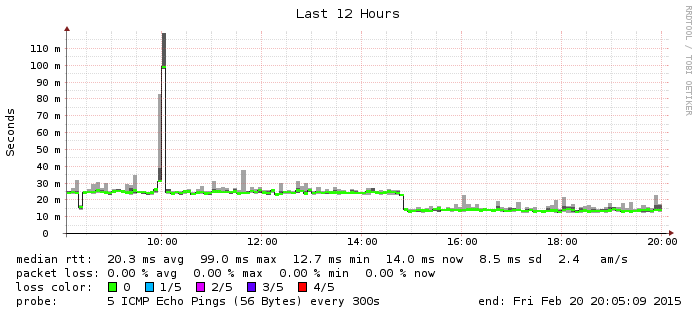 Last 12 Hours
RRDTOOL / TOBI OETIKER
Seconds
110 m
100 m
90 m
80 m
70 m
60 m
50 m
40 m
30 m
20 m
10 m
0
10:00 12:00 14:00 16:00 18:00 20:00
median rtt: 20.3 ms avg 99.0 ms max 12.7 ms min 14.0 ms now 8.5 ms sd 2.4 am/s
packet loss: 0.00 % avg 0.00 % max 0.00 % min 0.00 % now
loss color: 0 1/5 2/5 3/5 4/5
probe: 5 ICMP Echo Pings (56 Bytes) every 300s end: Fri Feb 20 20:05:09 2015